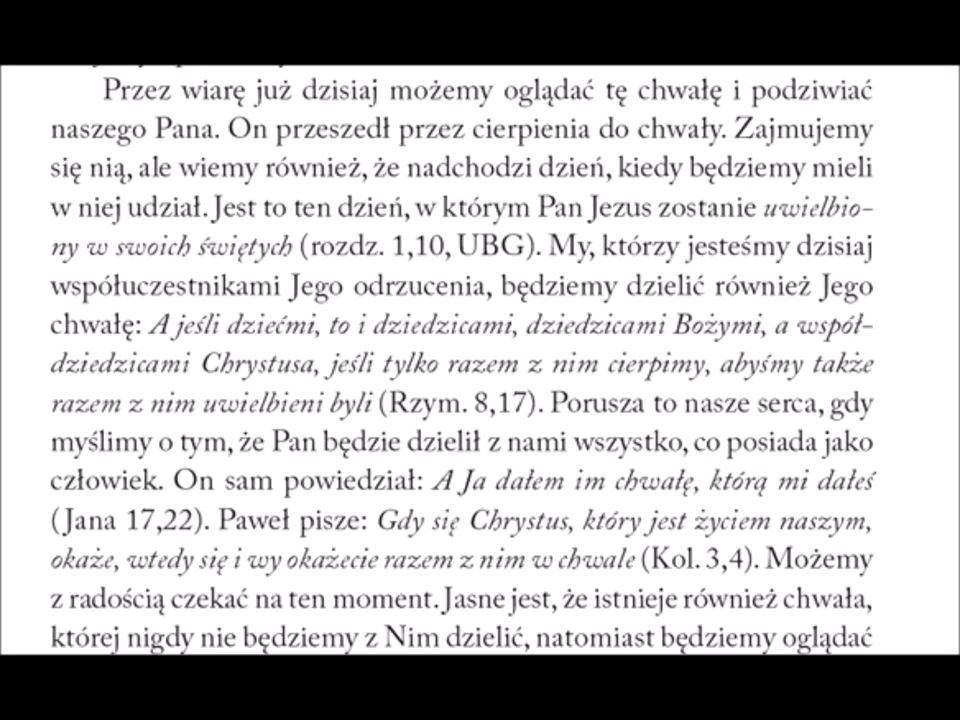 Przez wiarę już dzisiaj możemy oglądać tę chwałę i podziwiać
naszego Pana. On przeszedł przez cierpienia do chwały. Zajmujemy
się nią, ale wiemy również, że nadchodzi dzień, kiedy będziemy mieli
w niej udział. Jest to ten dzień, w którym Pan Jezus zostanie uwielbio-
ny w swoich świętych (rozdz. 1,10, UBG). My, którzy jesteśmy dzisiaj
współuczestnikami Jego odrzucenia, będziemy dzielić również Jego
chwałę: A jeśli dziećmi, to i dziedzicami, dziedzicami Bożymi, a współ-
dziedzicami Chrystusa, jeśli tylko razem z nim cierpimy, abyśmy także
razem z nim uwielbieni byli (Rzym. 8,17). Porusza to nasze serca, gdy
myślimy o tym, że Pan będzie dzielił z nami wszystko, co posiada jako
człowiek. On sam powiedział: A Ja dałem im chwałę, którą mi dałeś
(Jana 17,22). Paweł pisze: Gdy się Chrystus, który jest życiem naszym,
okaże, wtedy się i wy okażecie razem z nim w chwale (Kol. 3,4). Możemy
z radością czekać na ten moment. Jasne jest, że istnieje również chwała,
której nigdy nie będziemy z Nim dzielić, natomiast będziemy oglądać